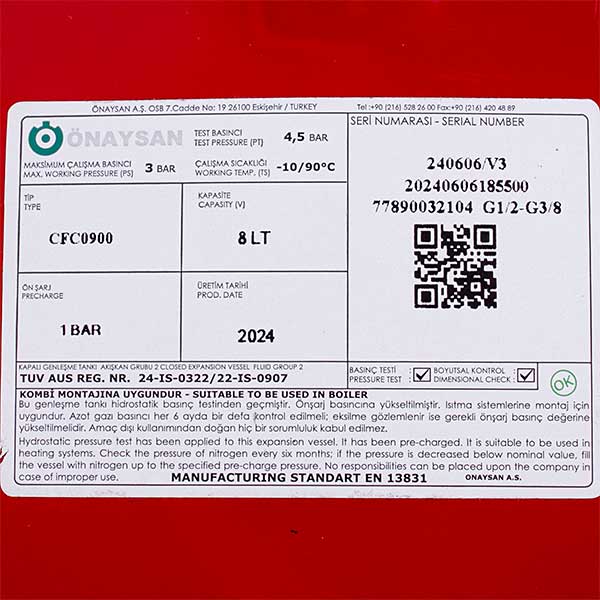 ÖNAYSAN A.Ş. OSB 7.Cadde No: 19 26100 Eskişehir / TURKEY
Tel :+90 (216) 528 26 00 Fax:+90 (216) 420 48 89
ÖNAYSAN
TEST BASINCI
TEST PRESSURE (PT)
4,5 BAR
MAKSİMUM ÇALIŞMA BASINCI
MAX. WORKING PRESSURE (PS)
3 BAR
ÇALIŞMA SICAKLIĞI
WORKING TEMP. (TS)
-10/90°C
SERİ NUMARASI - SERIAL NUMBER
240606/V3
20240606185500
77890032104 G1/2-G3/8
TİP
TYPE
CFC0900
KAPASİTE
CAPACITY (V)
8 LT
ÖN ŞARJ
PRECHARGE
1 BAR
ÜRETİM TARİHİ
PROD. DATE
2024
KAPALI GENLEŞME TANKI AKIŞKAN GRUBU 2 CLOSED EXPANSION VESSEL FLUID GROUP 2
TUV AUS REG. NR. 24-IS-0322/22-IS-0907
BASINÇ TESTİ :
PRESSURE TEST :
BOYUTSAL KONTROL :
DIMENSIONAL CHECK :
OK
KOMBİ MONTAJINA UYGUNDUR - SUITABLE TO BE USED IN BOILER
Bu genleşme tankı hidrostatik basınç testinden geçmiştir. Önşarj basıncına yükseltilmiştir. Isıtma sistemlerine montaj için
uygundur. Azot gazı basıncı her 6 ayda bir defa kontrol edilmeli; eksilme gözlemlenir ise gerekli önşarj basınç değerine
yükseltilmelidir. Amaç dışı kullanımından doğan hiç bir sorumluluk kabul edilmez.
Hydrostatic pressure test has been applied to this expansion vessel. It has been pre-charged. It is suitable to be used in
heating systems. Check the pressure of nitrogen every six months; if the pressure is decreased below nominal value, fill
the vessel with nitrogen up to the specified pre-charge pressure. No responsibilities can be placed upon the company in
case of improper use.
MANUFACTURING STANDART EN 13831
ONAYSAN A.S.